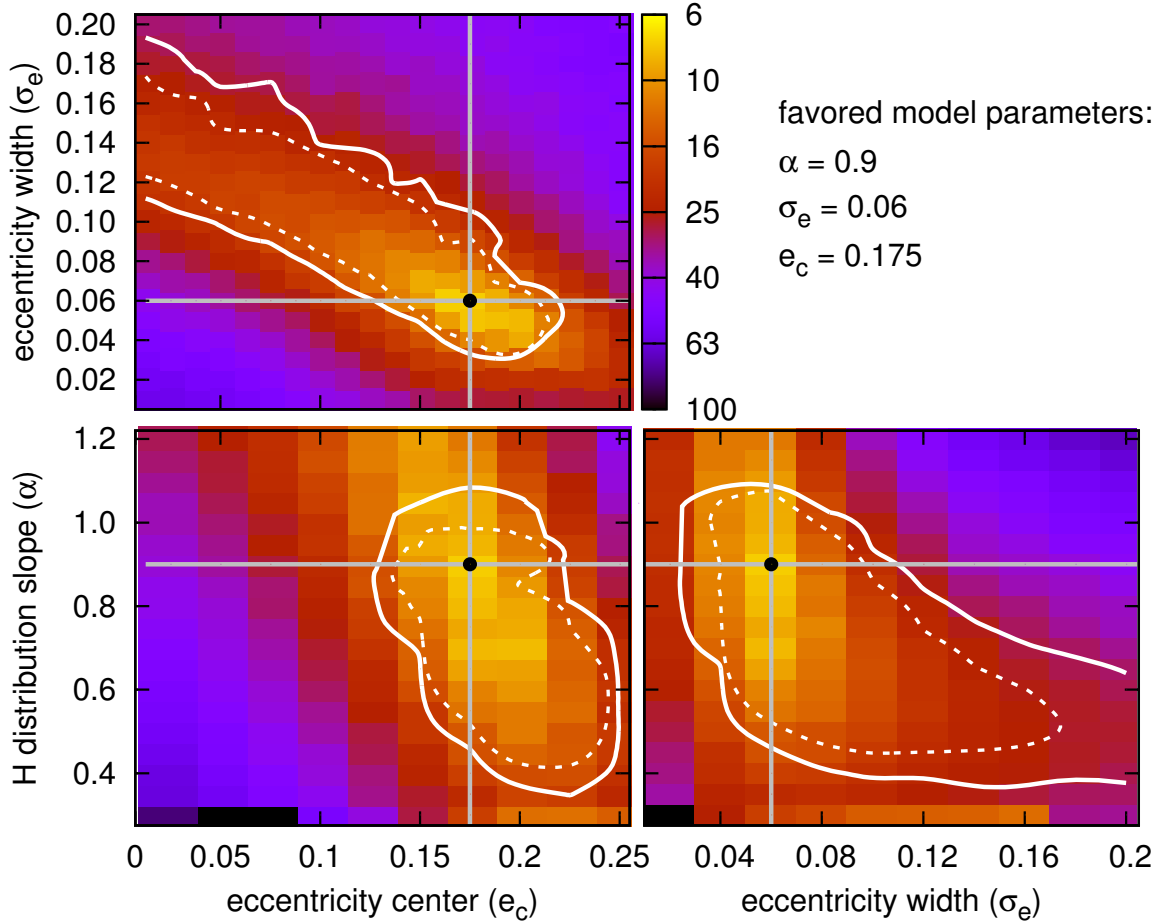 eccentricity width (σe)
0.20
0.18
0.16
0.14
0.12
0.10
0.08
0.06
0.04
0.02
6
10
16
25
40
63
100
favored model parameters:
α = 0.9
σe = 0.06
ec = 0.175
H distribution slope (α)
1.2
1.0
0.8
0.6
0.4
0 0.05 0.1 0.15 0.2 0.25
eccentricity center (ec)
0.04 0.08 0.12 0.16 0.2
eccentricity width (σe)